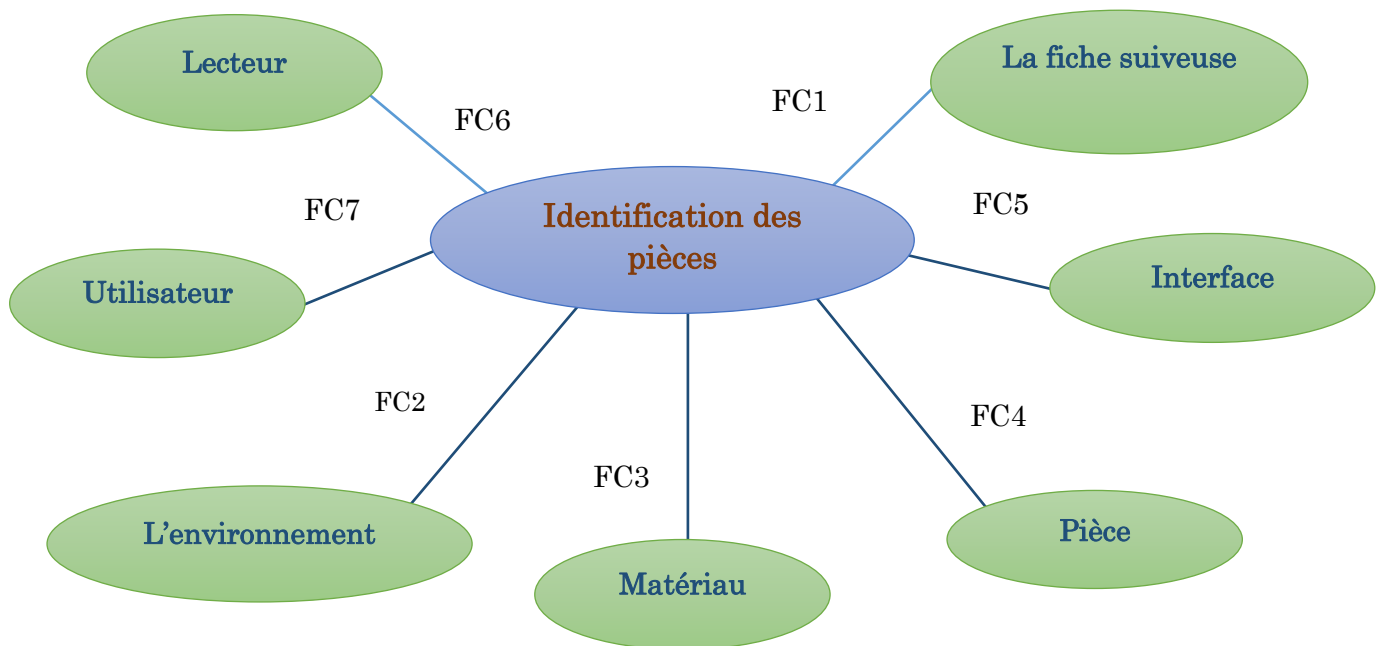 Lecteur
La fiche suiveuse
FC6
FC1
FC7
FC5
Identification des
pièces
Utilisateur
Interface
FC2
FC4
FC3
L’environnement
Pièce
Matériau